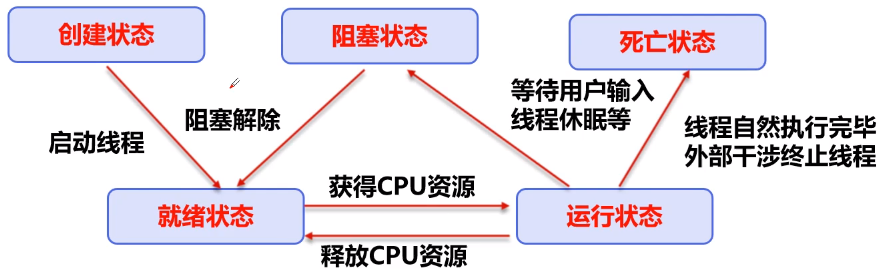 创建状态
阻塞状态
死亡状态
启动线程
阻塞解除
等待用户输入
线程休眠等
线程自然执行完毕
外部干涉终止线程
就绪状态
获得CPU资源
运行状态
释放CPU资源